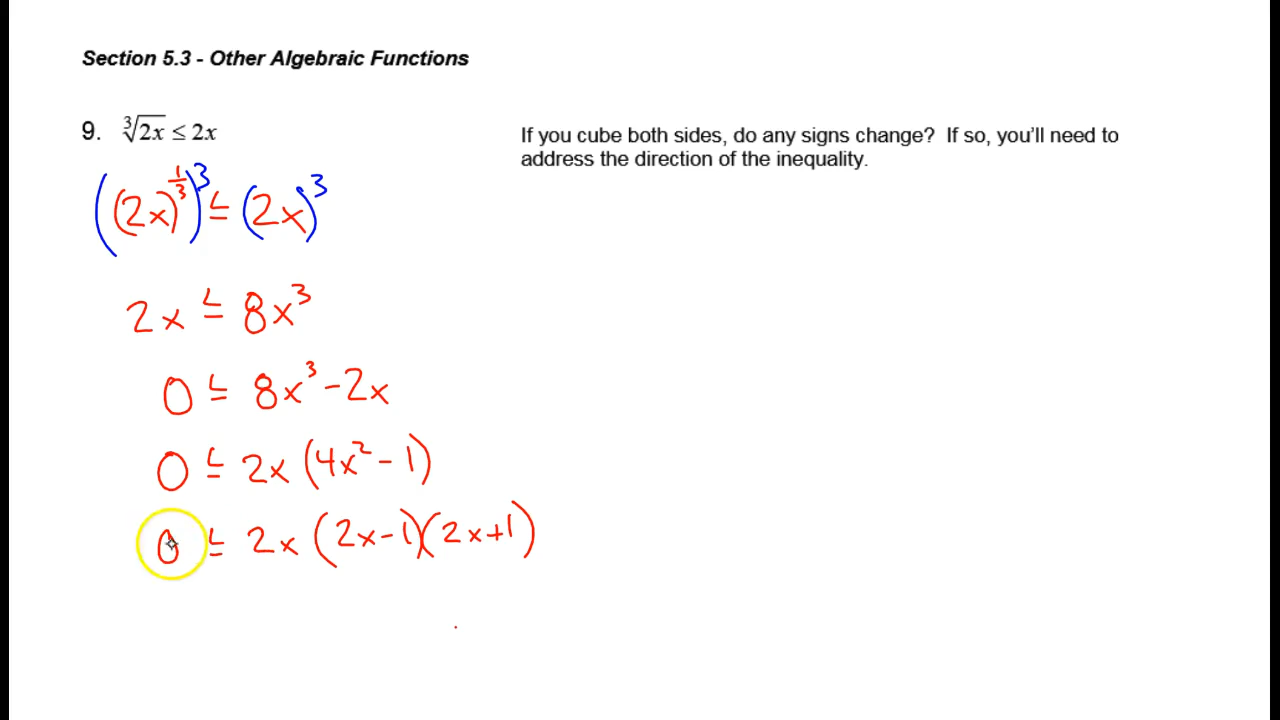 Section 5.3 - Other Algebraic Functions
9. ∛2x ≤ 2x
If you cube both sides, do any signs change? If so, you'll need to
address the direction of the inequality.
((2x)^(1/3))^3 ≤ (2x)^3
2x ≤ 8x^3
0 ≤ 8x^3 - 2x
0 ≤ 2x (4x^2 - 1)
0 ≤ 2x (2x-1)(2x+1)